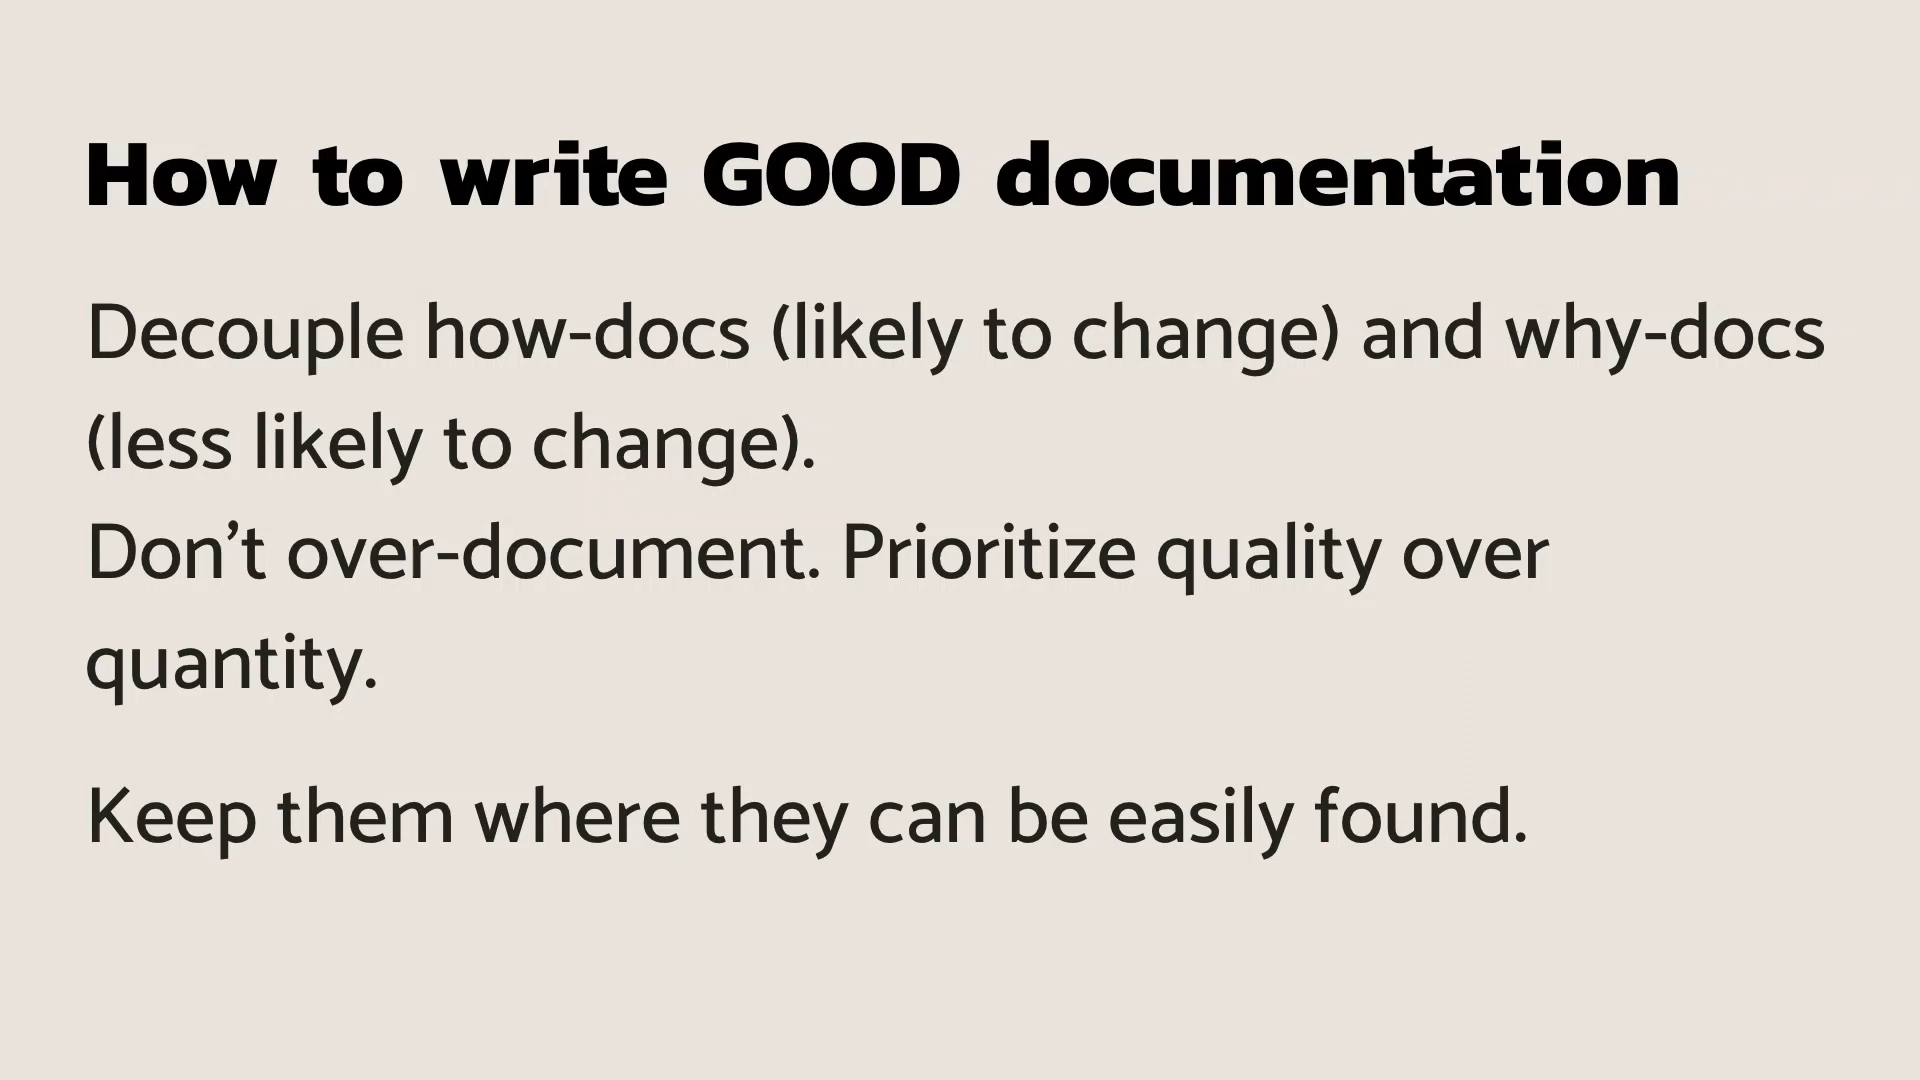 How to write GOOD documentation
Decouple how-docs (likely to change) and why-docs
(less likely to change).
Don’t over-document. Prioritize quality over
quantity.
Keep them where they can be easily found.